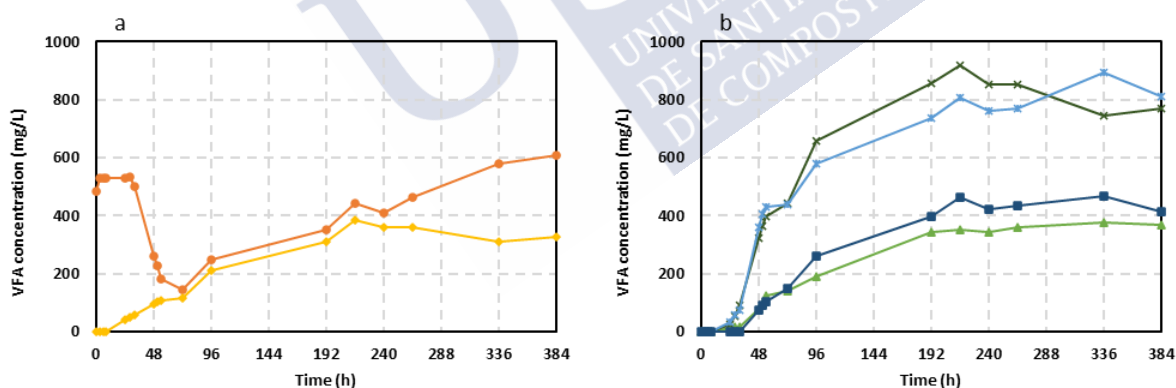 a
1000
800
600
400
200
0
0 48 96 144 192 240 288 336 384
Time (h)
VFA concentration (mg/L)
b
1000
800
600
400
200
0
0 48 96 144 192 240 288 336 384
Time (h)
VFA concentration (mg/L)
DE SANTI
DE COMPOST